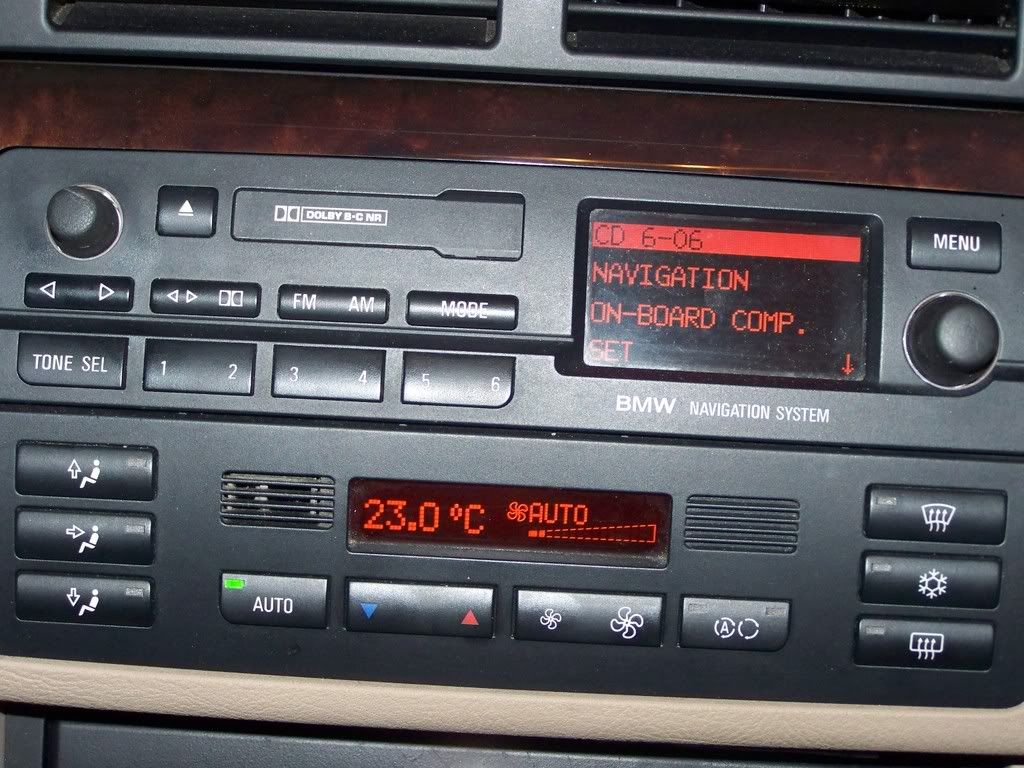 DOLBY B-C NR
CD 6-06
NAVIGATION
ON-BOARD COMP.
SET
MENU
FM AM
MODE
TONE SEL
1 2
3 4
5 6
BMW NAVIGATION SYSTEM
23.0 °C AUTO
AUTO
A